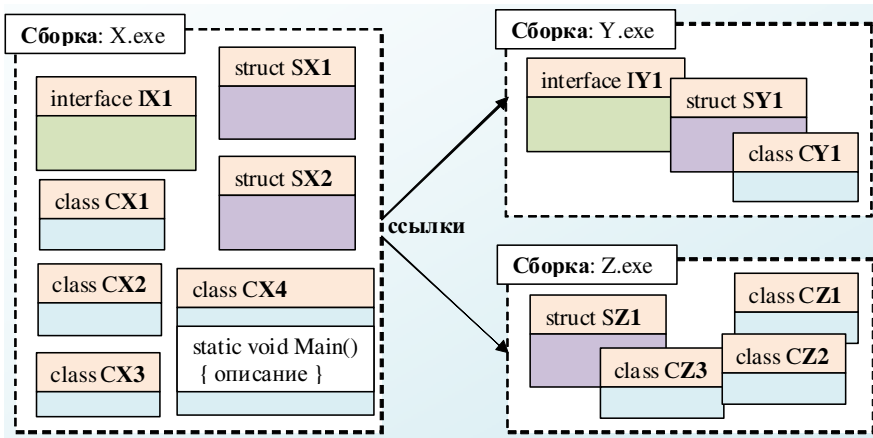 Сборка: X.exe
interface IX1
struct SX1
struct SX2
class CX1
class CX2
class CX3
class CX4
static void Main()
{ описание }
ссылки
Сборка: Y.exe
interface IY1
struct SY1
class CY1
Сборка: Z.exe
struct SZ1
class CZ1
class CZ3
class CZ2